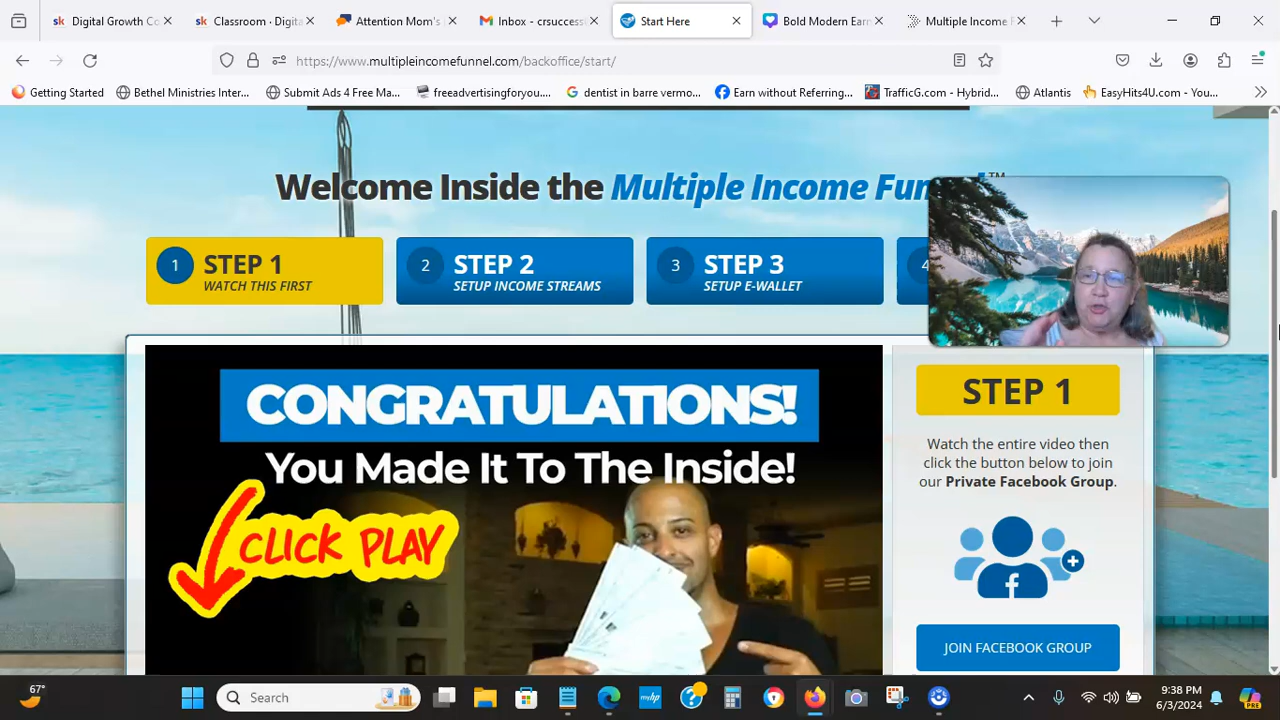 Digital Growth Co
Classroom - Digita
Attention Mom's
Inbox - crsuccess
Start Here
Bold Modern Earn
Multiple Income F
https://www.multipleincomefunnel.com/backoffice/start/
Getting Started
Bethel Ministries Inter...
Submit Ads 4 Free Ma...
freeadvertisingforyou....
dentist in barre vermo...
Earn without Referring...
TrafficG.com - Hybrid...
Atlantis
EasyHits4U.com - You...
Welcome Inside the Multiple Income Fun
TM
1 STEP 1
WATCH THIS FIRST
2 STEP 2
SETUP INCOME STREAMS
3 STEP 3
SETUP E-WALLET
4
CONGRATULATIONS!
You Made It To The Inside!
CLICK PLAY
STEP 1
Watch the entire video then
click the button below to join
our Private Facebook Group.
JOIN FACEBOOK GROUP
67°
Search
9:38 PM
6/3/2024